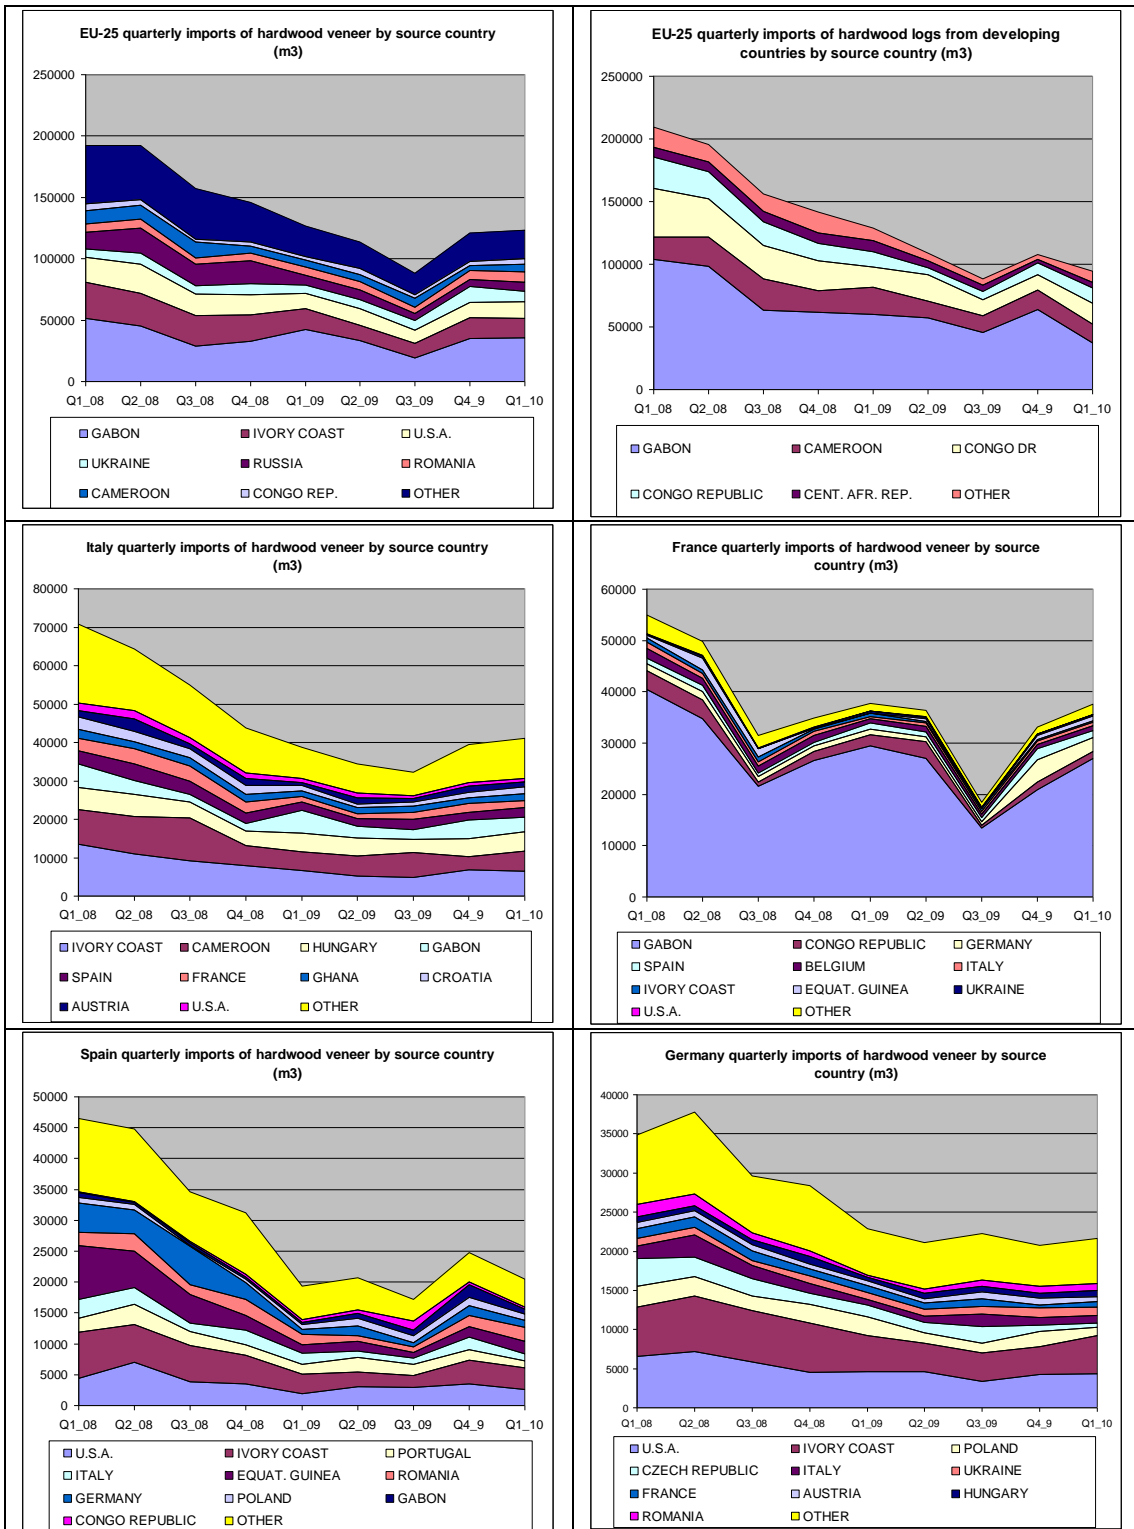 EU-25 quarterly imports of hardwood veneer by source country
(m3)
250000
200000
150000
100000
50000
0
Q1_08 Q2_08 Q3_08 Q4_08 Q1_09 Q2_09 Q3_09 Q4_9 Q1_10
GABON IVORY COAST U.S.A.
UKRAINE RUSSIA ROMANIA
CAMEROON CONGO REP. OTHER
EU-25 quarterly imports of hardwood logs from developing
countries by source country (m3)
250000
200000
150000
100000
50000
0
Q1_08 Q2_08 Q3_08 Q4_08 Q1_09 Q2_09 Q3_09 Q4_9 Q1_10
GABON CAMEROON CONGO DR
CONGO REPUBLIC CENT. AFR. REP. OTHER
Italy quarterly imports of hardwood veneer by source country
(m3)
80000
70000
60000
50000
40000
30000
20000
10000
0
Q1_08 Q2_08 Q3_08 Q4_08 Q1_09 Q2_09 Q3_09 Q4_9 Q1_10
IVORY COAST CAMEROON HUNGARY GABON
SPAIN FRANCE GHANA CROATIA
AUSTRIA U.S.A. OTHER
France quarterly imports of hardwood veneer by source
country (m3)
60000
50000
40000
30000
20000
10000
0
Q1_08 Q2_08 Q3_08 Q4_08 Q1_09 Q2_09 Q3_09 Q4_9 Q1_10
GABON CONGO REPUBLIC GERMANY
SPAIN BELGIUM ITALY
IVORY COAST EQUAT. GUINEA UKRAINE
U.S.A. OTHER
Spain quarterly imports of hardwood veneer by source country
(m3)
50000
45000
40000
35000
30000
25000
20000
15000
10000
5000
0
Q1_08 Q2_08 Q3_08 Q4_08 Q1_09 Q2_09 Q3_09 Q4_9 Q1_10
U.S.A. IVORY COAST PORTUGAL
ITALY EQUAT. GUINEA ROMANIA
GERMANY POLAND GABON
CONGO REPUBLIC OTHER
Germany quarterly imports of hardwood veneer by source
country (m3)
40000
35000
30000
25000
20000
15000
10000
5000
0
Q1_08 Q2_08 Q3_08 Q4_08 Q1_09 Q2_09 Q3_09 Q4_9 Q1_10
U.S.A. IVORY COAST POLAND
CZECH REPUBLIC ITALY UKRAINE
FRANCE AUSTRIA HUNGARY
ROMANIA OTHER